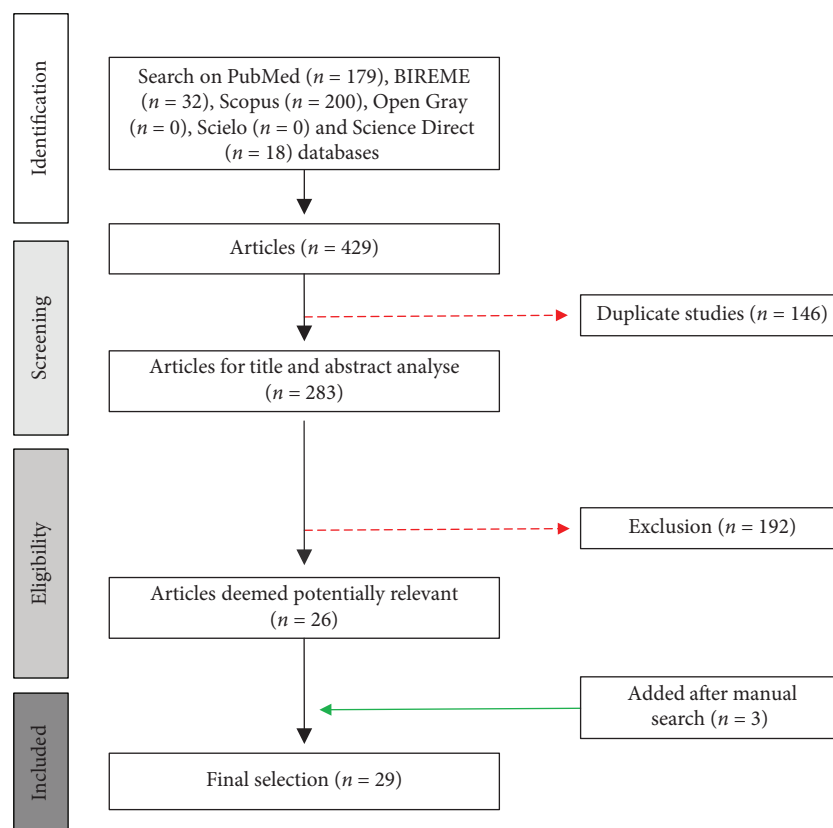 Identification
Search on PubMed (n = 179), BIREME
(n = 32), Scopus (n = 200), Open Gray
(n = 0), Scielo (n = 0) and Science Direct
(n = 18) databases
Articles (n = 429)
Screening
Duplicate studies (n = 146)
Articles for title and abstract analyse
(n = 283)
Eligibility
Exclusion (n = 192)
Articles deemed potentially relevant
(n = 26)
Included
Added after manual
search (n = 3)
Final selection (n = 29)